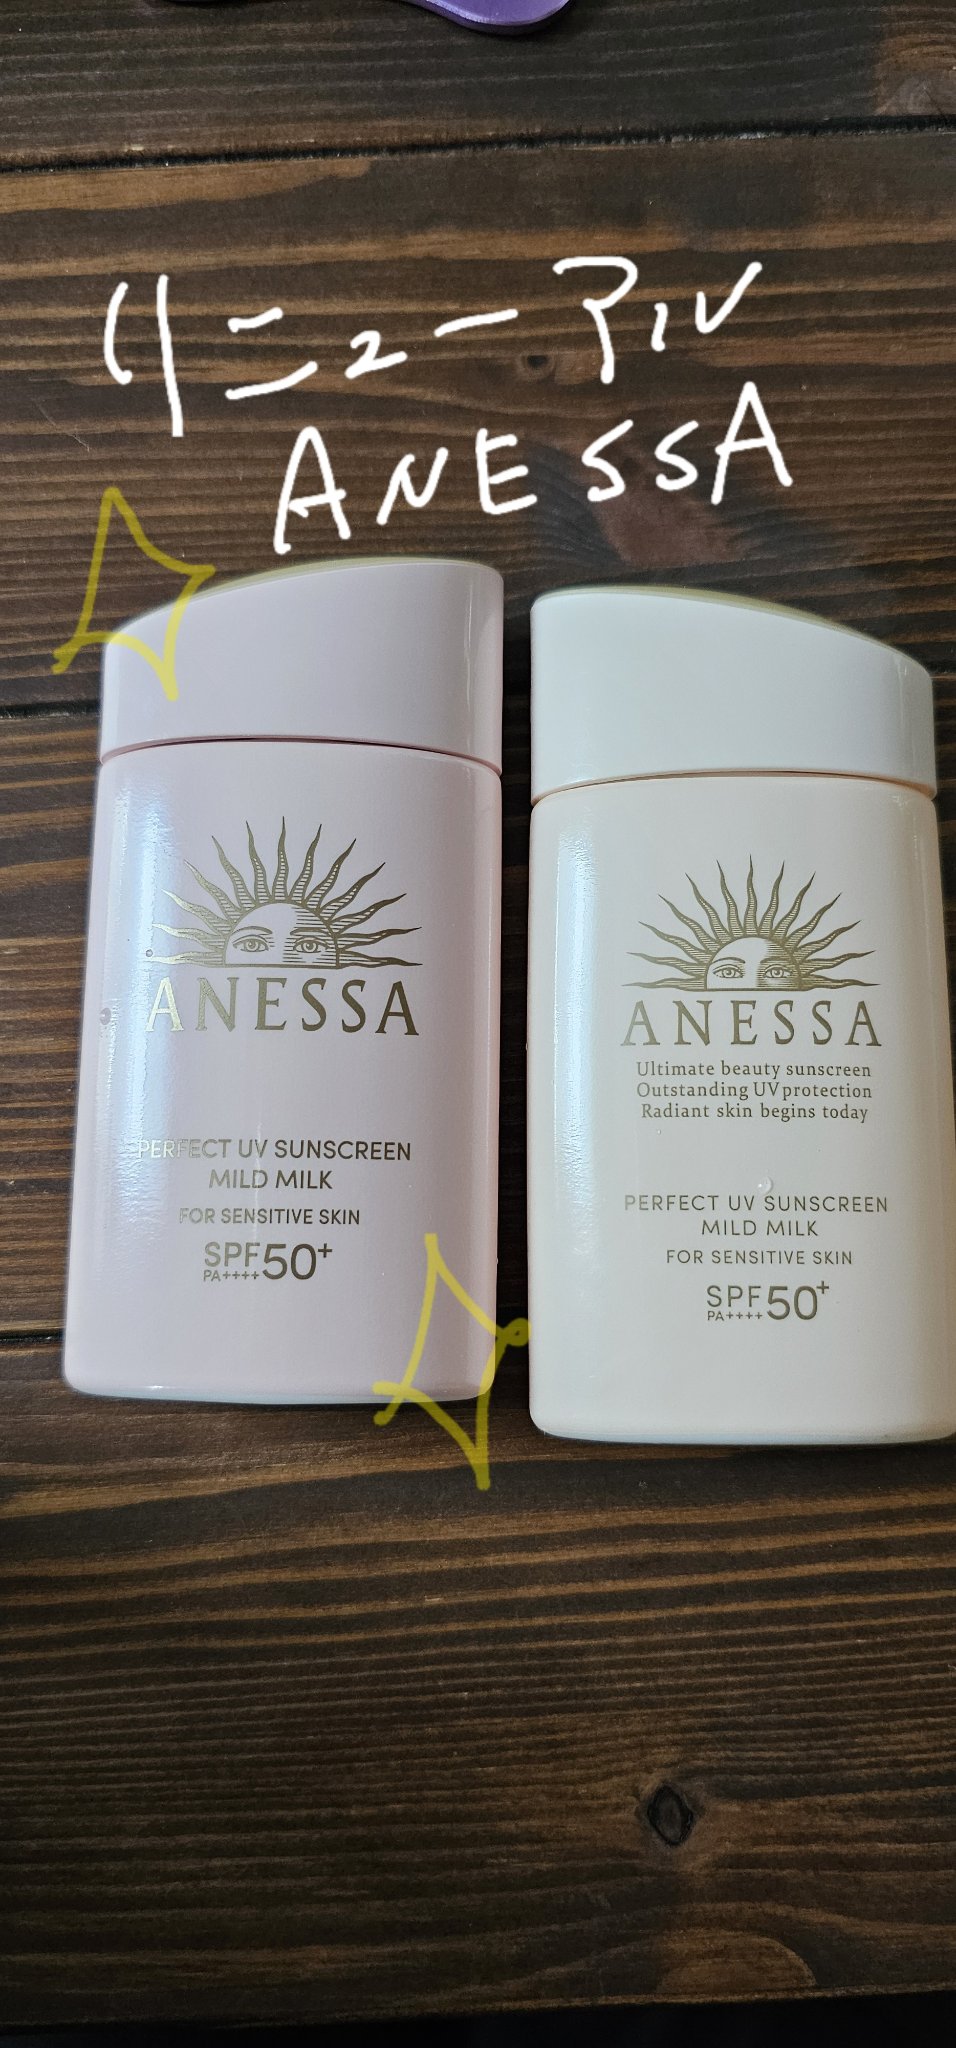 リニューアル
ANESSA
ANESSA
PERFECT UV SUNSCREEN
MILD MILK
FOR SENSITIVE SKIN
SPF50+
PA++++
ANESSA
Ultimate beauty sunscreen
Outstanding UV protection
Radiant skin begins today
PERFECT UV SUNSCREEN
MILD MILK
FOR SENSITIVE SKIN
SPF50+
PA++++